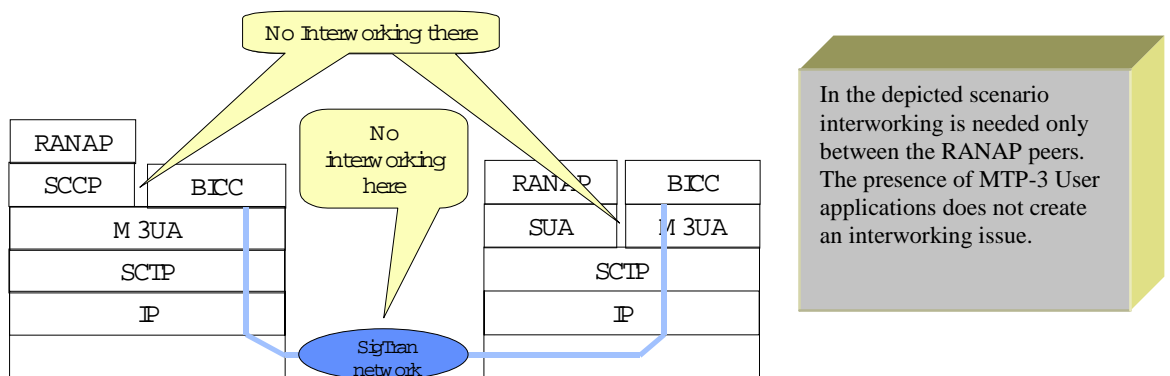 No Interworking there
No
interworking
here
RANAP
SCCP
BICC
M3UA
SCTP
IP
RANAP
BICC
SUA
M3UA
SCTP
IP
SigTran
network
In the depicted scenario
interworking is needed only
between the RANAP peers.
The presence of MTP-3 User
applications does not create
an interworking issue.